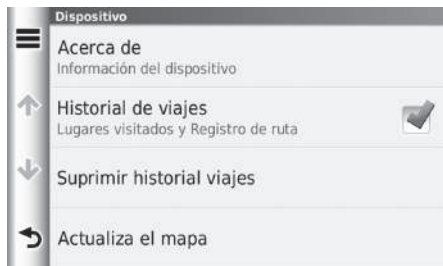 Dispositivo
Acerca de
Información del dispositivo
Historial de viajes
Lugares visitados y Registro de ruta
Suprimir historial viajes
Actualiza el mapa